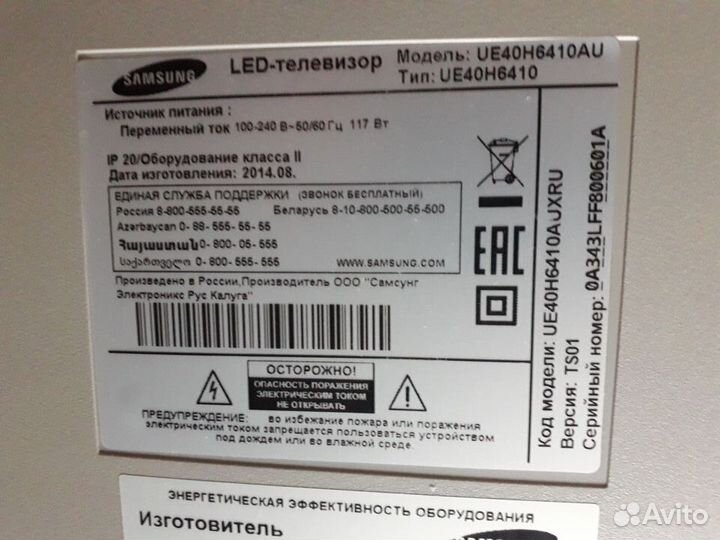 SAMSUNG
LED-телевизор
Модель: UE40H6410AU
Тип: UE40H6410
Источник питания :
Переменный ток 100-240 В~50/60 Гц 117 Вт
IP 20/Оборудование класса II
Дата изготовления: 2014.08.
ЕДИНАЯ СЛУЖБА ПОДДЕРЖКИ (ЗВОНОК БЕСПЛАТНЫЙ)
Россия 8-800-555-55-55 Беларусь 8-10-800-500-55-500
Azərbaycan 0-88-555-55-55
Հայաստան 0-800-05-555
საქართველო 0-800-555-555
WWW.SAMSUNG.COM
Произведено в России,Производитель ООО "Самсунг
Электроникс Рус Калуга"
EAC
ОСТОРОЖНО!
ОПАСНОСТЬ ПОРАЖЕНИЯ
ЭЛЕКТРИЧЕСКИМ ТОКОМ
НЕ ОТКРЫВАТЬ
ПРЕДУПРЕЖДЕНИЕ: во избежание пожара или поражения
электрическим током запрещается пользоваться устройством
под дождем или во влажной среде.
Код модели: UE40H6410AUXRU
Версия: TS01
Серийный номер: 0A343LFF800601A
ЭНЕРГЕТИЧЕСКАЯ ЭФФЕКТИВНОСТЬ ОБОРУДОВАНИЯ
Изготовитель
SAMSUNG
Avito